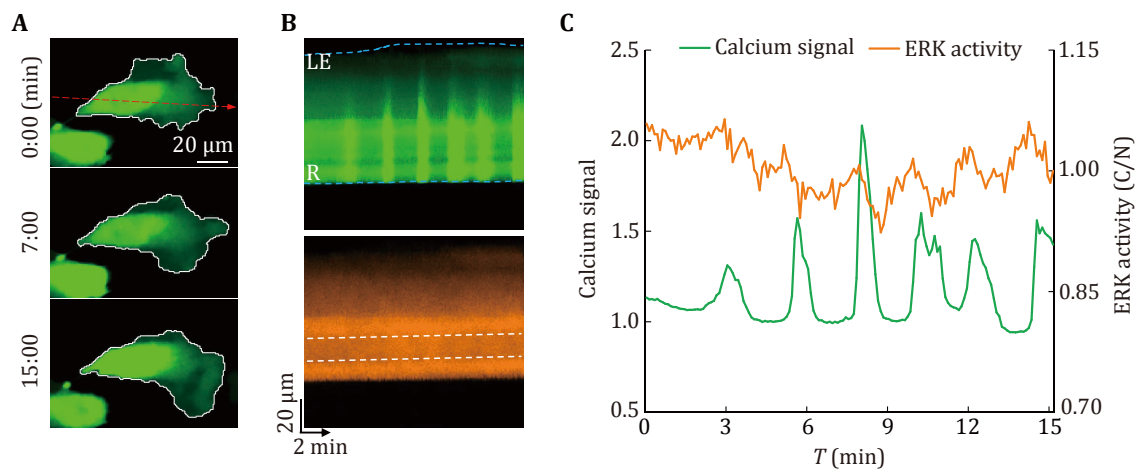 A
0:00 (min)
20 μm
7:00
15:00
B
LE
R
20 μm
2 min
C
Calcium signal
ERK activity
2.5
2.0
1.5
1.0
0.5
Calcium signal
1.15
1.00
0.85
0.70
ERK activity (C/N)
0
3
6
9
12
15
T (min)